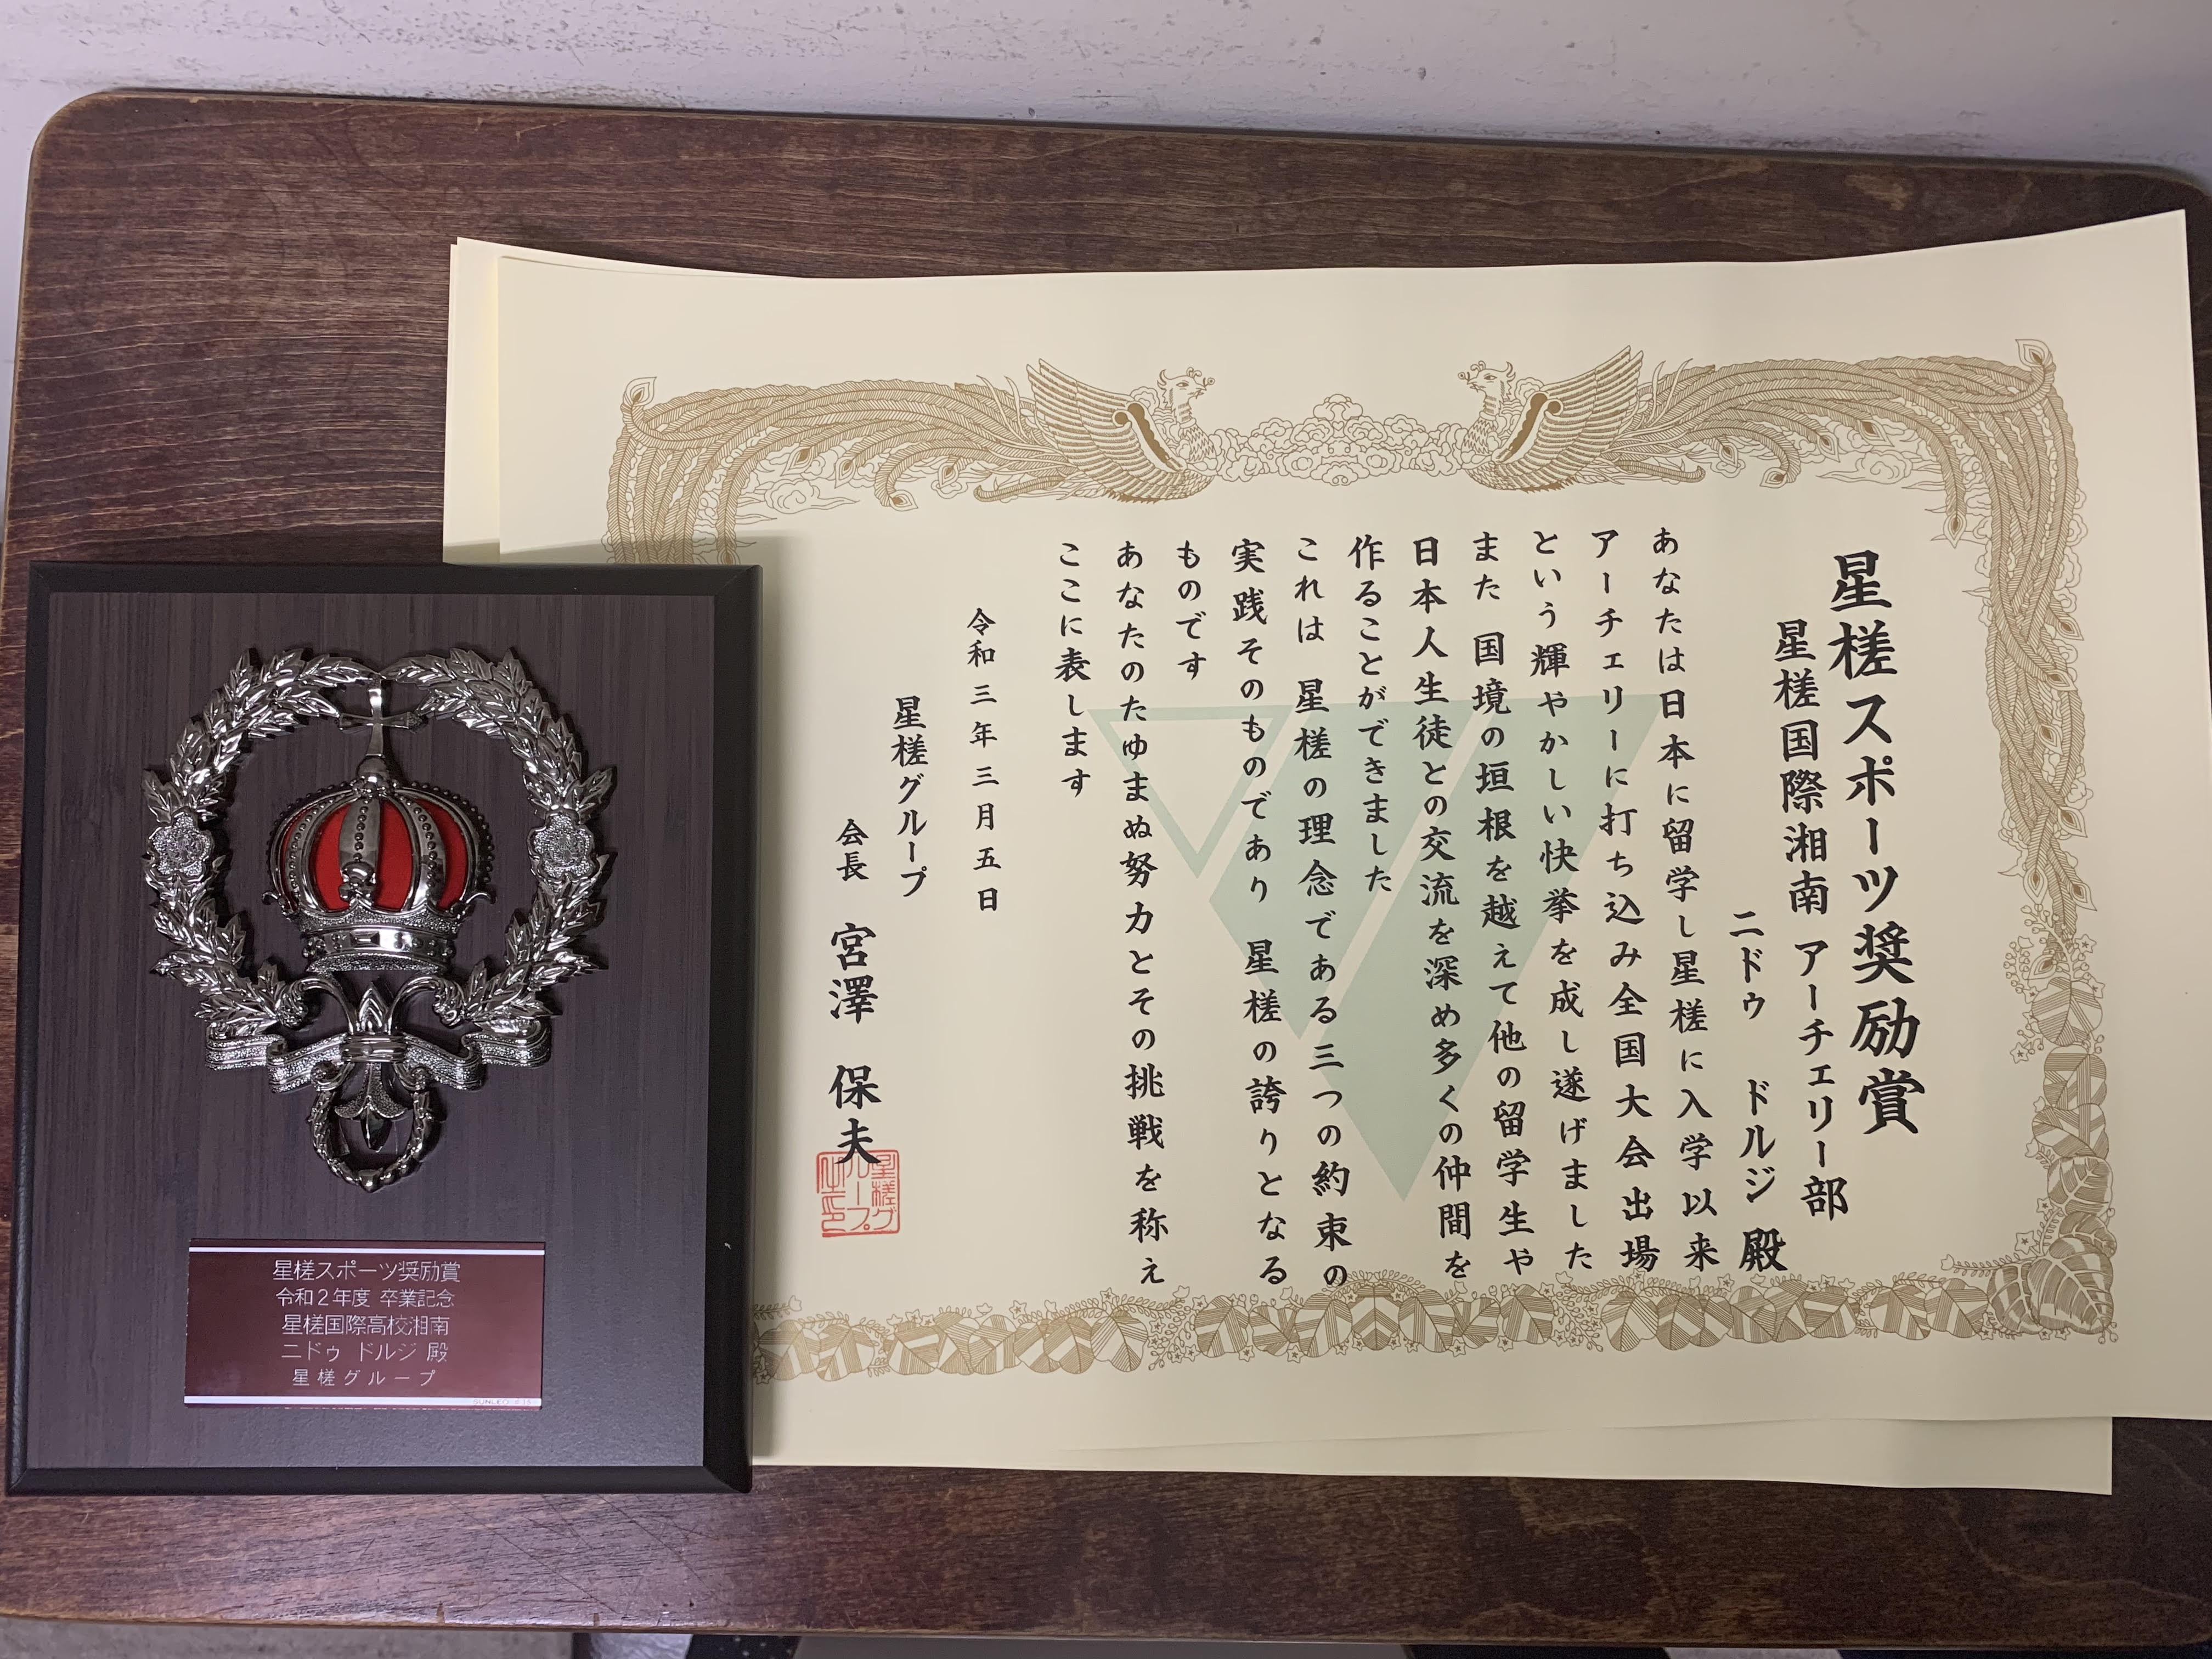 星槎スポーツ奨励賞
星槎国際湘南 アーチェリー部
ニドゥ ドルジ 殿
あなたは日本に留学し星槎に入学以来
アーチェリーに打ち込み全国大会出場
という輝やかしい快挙を成し遂げました
また 国境の垣根を越えて他の留学生や
日本人生徒との交流を深め多くの仲間を
作ることができました
これは 星槎の理念である三つの約束の
実践そのものであり 星槎の誇りとなる
ものです
あなたのたゆまぬ努力とその挑戦を称え
ここに表します
令和三年三月五日
星槎グループ
会長 宮澤 保夫
星槎スポーツ奨励賞
令和2年度 卒業記念
星槎国際高校湘南
ニドゥ ドルジ 殿
星槎グループ